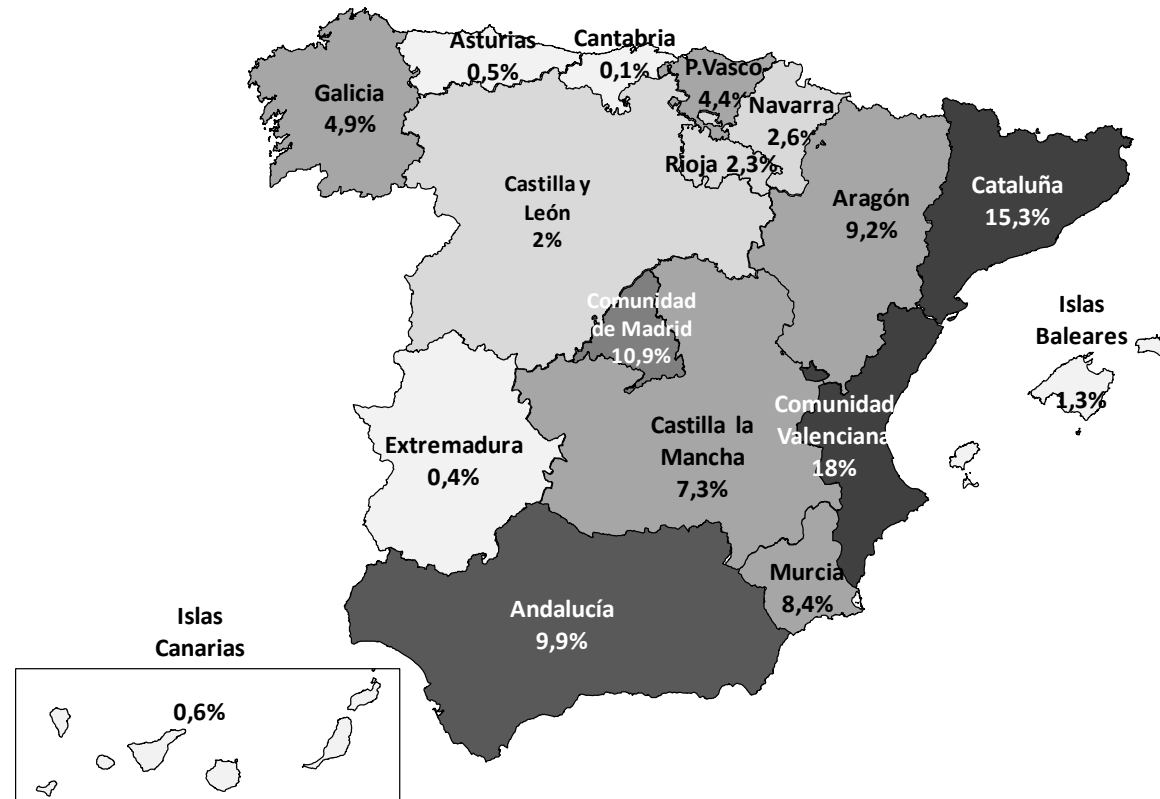 Asturias
0,5%
Cantabria
0,1%
P.Vasco
4,4%
Galicia
4,9%
Navarra
2,6%
Rioja 2,3%
Castilla y
León
2%
Aragón
9,2%
Cataluña
15,3%
Comunidad
de Madrid
10,9%
Islas
Baleares
1,3%
Comunidad
Valenciana
18%
Castilla la
Mancha
7,3%
Extremadura
0,4%
Murcia
8,4%
Andalucía
9,9%
Islas
Canarias
0,6%